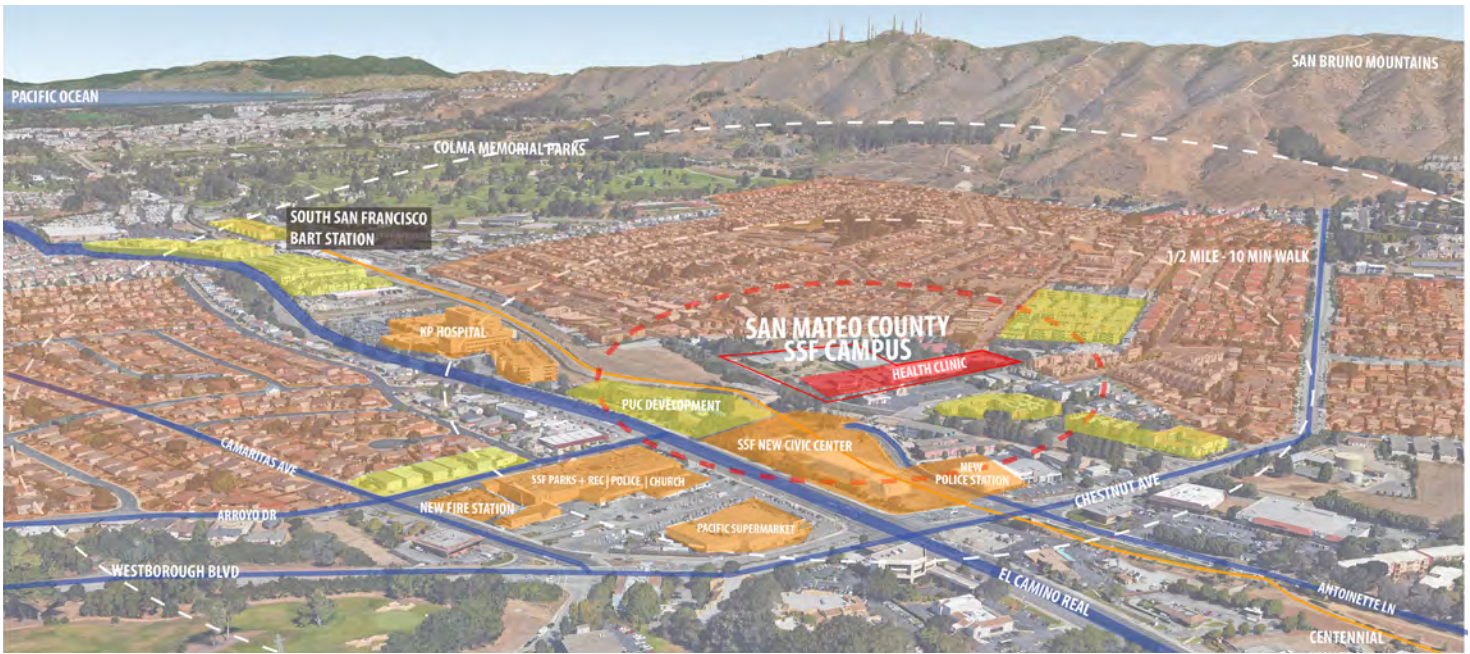 SAN BRUNO MOUNTAINS
PACIFIC OCEAN
COLMA MEMORIAL PARKS
SOUTH SAN FRANCISCO
BART STATION
1/2 MILE - 10 MIN WALK
KP HOSPITAL
SAN MATEO COUNTY
SSF CAMPUS
HEALTH CLINIC
PUC DEVELOPMENT
SSF NEW CIVIC CENTER
CAMARITAS AVE
SSF PARKS + REC | POLICE | CHURCH
NEW
POLICE STATION
CHESTNUT AVE
NEW FIRE STATION
ARROYO DR
PACIFIC SUPERMARKET
WESTBOROUGH BLVD
EL CAMINO REAL
ANTOINETTE LN
CENTENNIAL